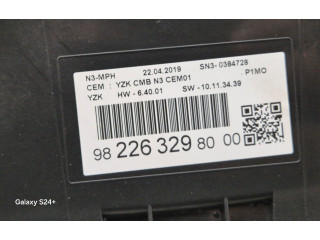 N3-MPH 22.04.2019 SN3- 0384728
CEM : YZK CMB N3 CEM01 P1MO
YZK HW - 6.40.01 SW - 10.11.34.39
98 226 329 80 00
Galaxy S24+